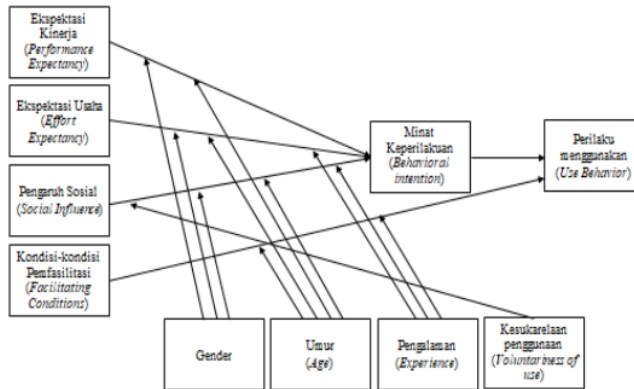 Ekspektasi
Kinerja
(Performance
Expectancy)
Ekspektasi Usaha
(Effort
Expectancy)
Pengaruh Sosial
(Social Influence)
Kondisi-kondisi
Pemfasilitasi
(Facilitating
Conditions)
Minat
Keperilakuan
(Behavioral
intention)
Perilaku
menggunakan
(Use Behavior)
Gender
Umur
(Age)
Pengalaman
(Experience)
Kesukarelaan
penggunaan
(Voluntariness of
use)